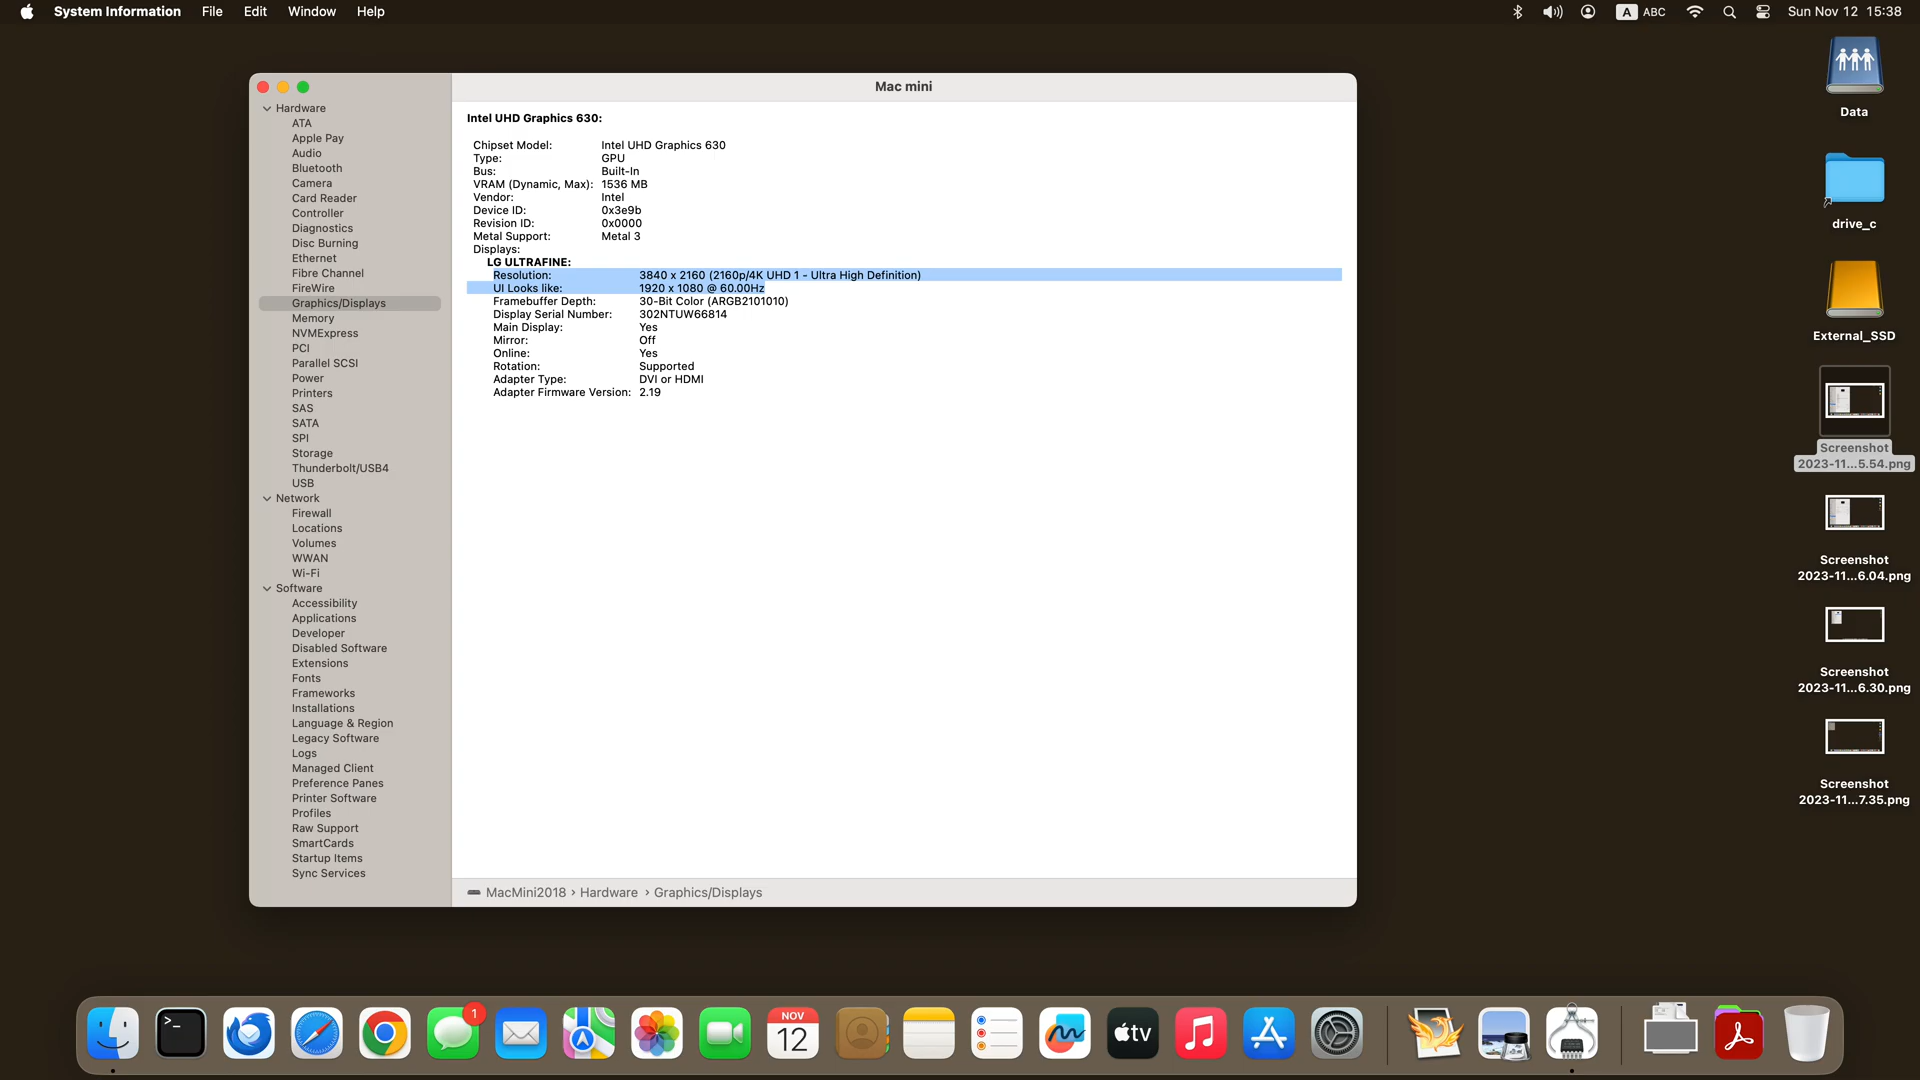 System Information File Edit Window Help A ABC Sun Nov 12 15:38
Mac mini
Hardware
ATA
Apple Pay
Audio
Bluetooth
Camera
Card Reader
Controller
Diagnostics
Disc Burning
Ethernet
Fibre Channel
FireWire
Graphics/Displays
Memory
NVMExpress
PCI
Parallel SCSI
Power
Printers
SAS
SATA
SPI
Storage
Thunderbolt/USB4
USB
Network
Firewall
Locations
Volumes
WWAN
Wi-Fi
Software
Accessibility
Applications
Developer
Disabled Software
Extensions
Fonts
Frameworks
Installations
Language & Region
Legacy Software
Logs
Managed Client
Preference Panes
Printer Software
Profiles
Raw Support
SmartCards
Startup Items
Sync Services
Intel UHD Graphics 630:
Chipset Model: Intel UHD Graphics 630
Type: GPU
Bus: Built-In
VRAM (Dynamic, Max): 1536 MB
Vendor: Intel
Device ID: 0x3e9b
Revision ID: 0x0000
Metal Support: Metal 3
Displays:
LG ULTRAFINE:
Resolution: 3840 x 2160 (2160p/4K UHD 1 - Ultra High Definition)
UI Looks like: 1920 x 1080 @ 60.00Hz
Framebuffer Depth: 30-Bit Color (ARGB2101010)
Display Serial Number: 302NTUW66814
Main Display: Yes
Mirror: Off
Online: Yes
Rotation: Supported
Adapter Type: DVI or HDMI
Adapter Firmware Version: 2.19
MacMini2018 › Hardware › Graphics/Displays
Data
drive_c
External_SSD
Screenshot
2023-11...5.54.png
Screenshot
2023-11...6.04.png
Screenshot
2023-11...6.30.png
Screenshot
2023-11...7.35.png
>_
1
NOV
12
tv